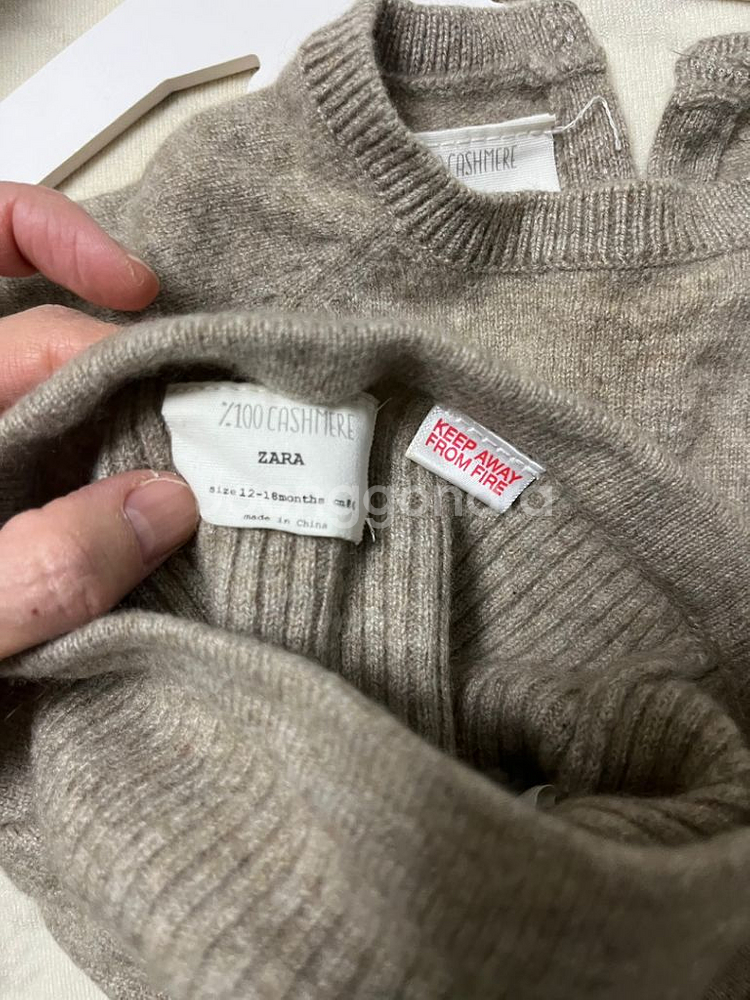 CASHMERE
%100 CASHMERE
ZARA
size 12-18months
made in China
KEEP AWAY
FROM FIRE